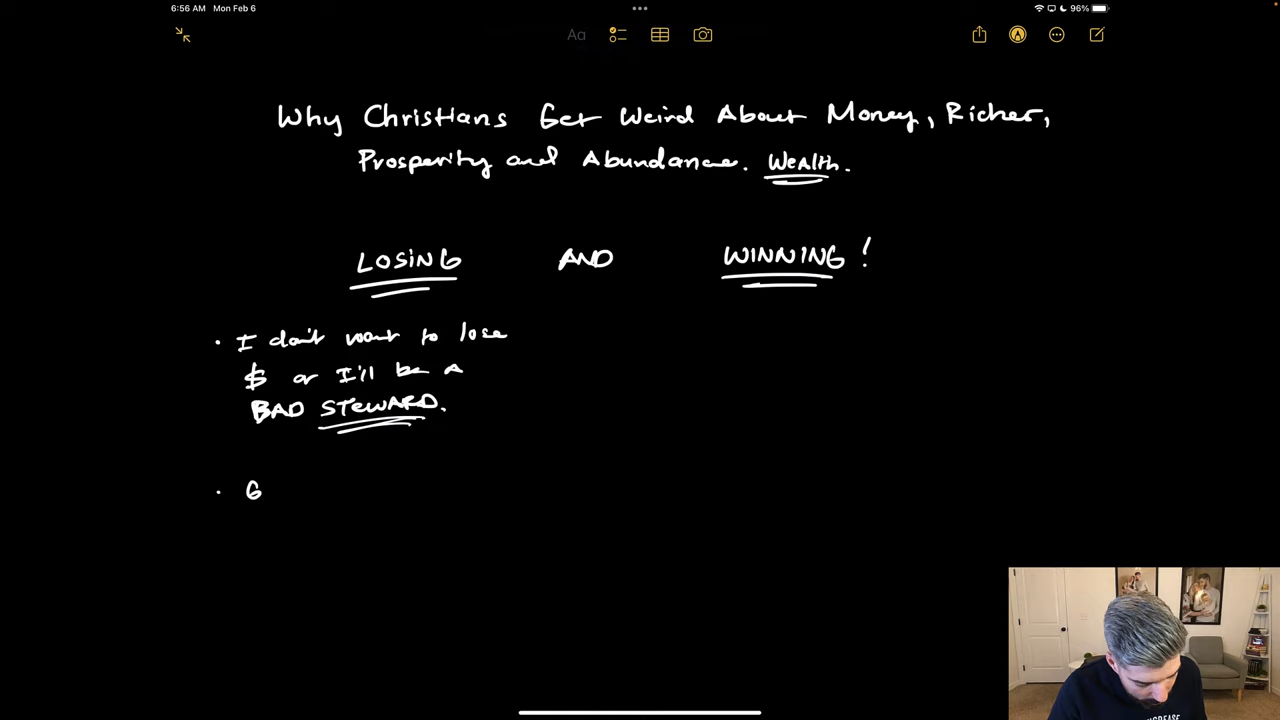 6:56 AM Mon Feb 6
96%
Aa
Why Christians Get Weird About Money, Riches,
Prosperity and Abundance. Wealth.
LOSING AND WINNING!
• I don't want to lose
$ or I'll be a
BAD STEWARD.
• G
INCREASE